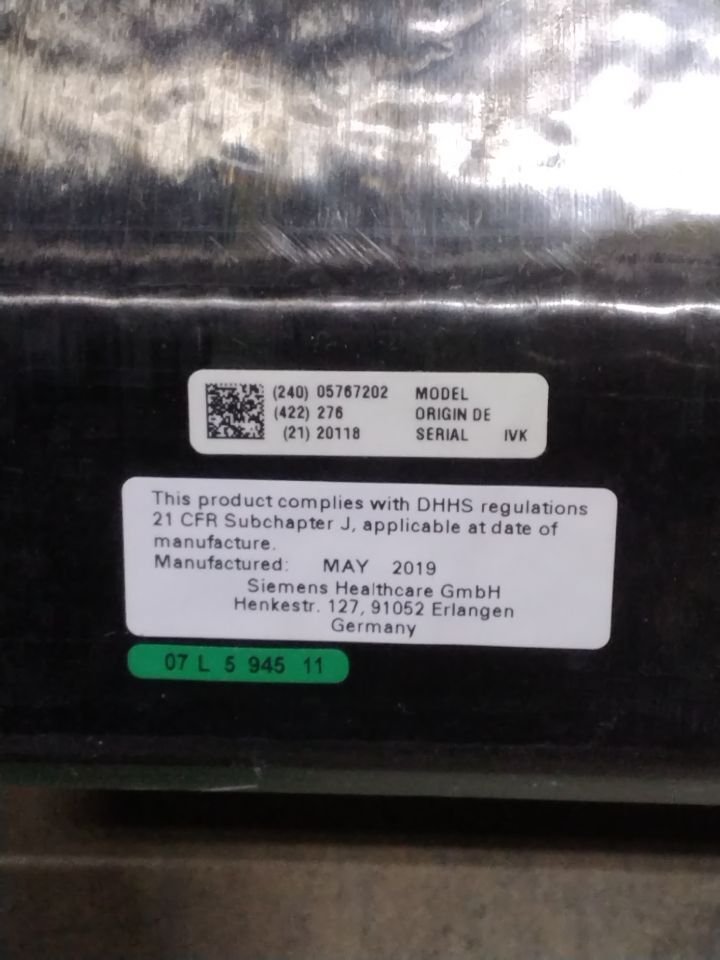 (240) 05767202 MODEL
(422) 276 ORIGIN DE
(21) 20118 SERIAL IVK
This product complies with DHHS regulations
21 CFR Subchapter J, applicable at date of
manufacture.
Manufactured: MAY 2019
Siemens Healthcare GmbH
Henkestr. 127, 91052 Erlangen
Germany
07 L 5 945 11